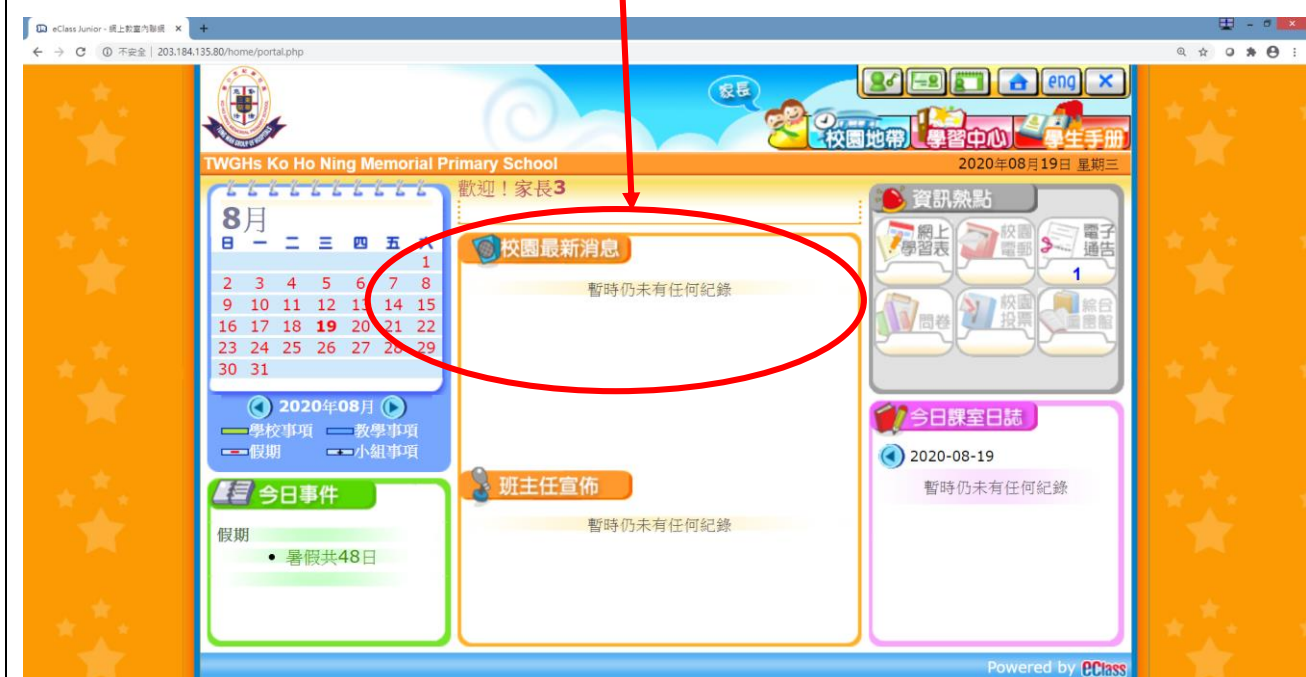 eClass Junior - 網上教室內聯網
不安全 | 203.184.135.80/home/portal.php
家長
eng
校園地帶
學習中心
學生手冊
TWGHs Ko Ho Ning Memorial Primary School
2020年08月19日 星期三
8月
日 一 二 三 四 五 六
1
2 3 4 5 6 7 8
9 10 11 12 13 14 15
16 17 18 19 20 21 22
23 24 25 26 27 28 29
30 31
2020年08月
學校事項 教學事項
假期 小組事項
今日事件
假期
• 暑假共48日
歡迎！家長3
校園最新消息
暫時仍未有任何紀錄
班主任宣佈
暫時仍未有任何紀錄
資訊熱點
網上
學習表
校園
電郵
電子
通告
1
問卷
校園
投票
綜合
圖書館
今日課室日誌
2020-08-19
暫時仍未有任何紀錄
Powered by eClass